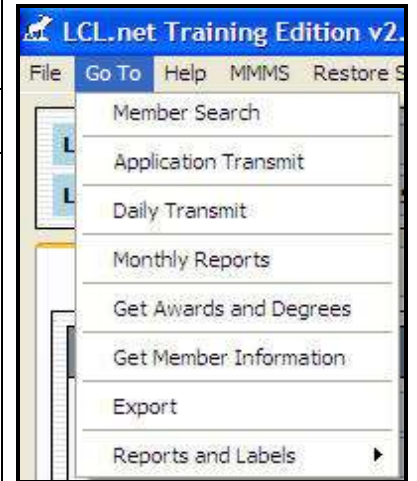 LCL.net Training Edition v2.
File Go To Help MMMS Restore S
Member Search
Application Transmit
Daily Transmit
Monthly Reports
Get Awards and Degrees
Get Member Information
Export
Reports and Labels
L
L